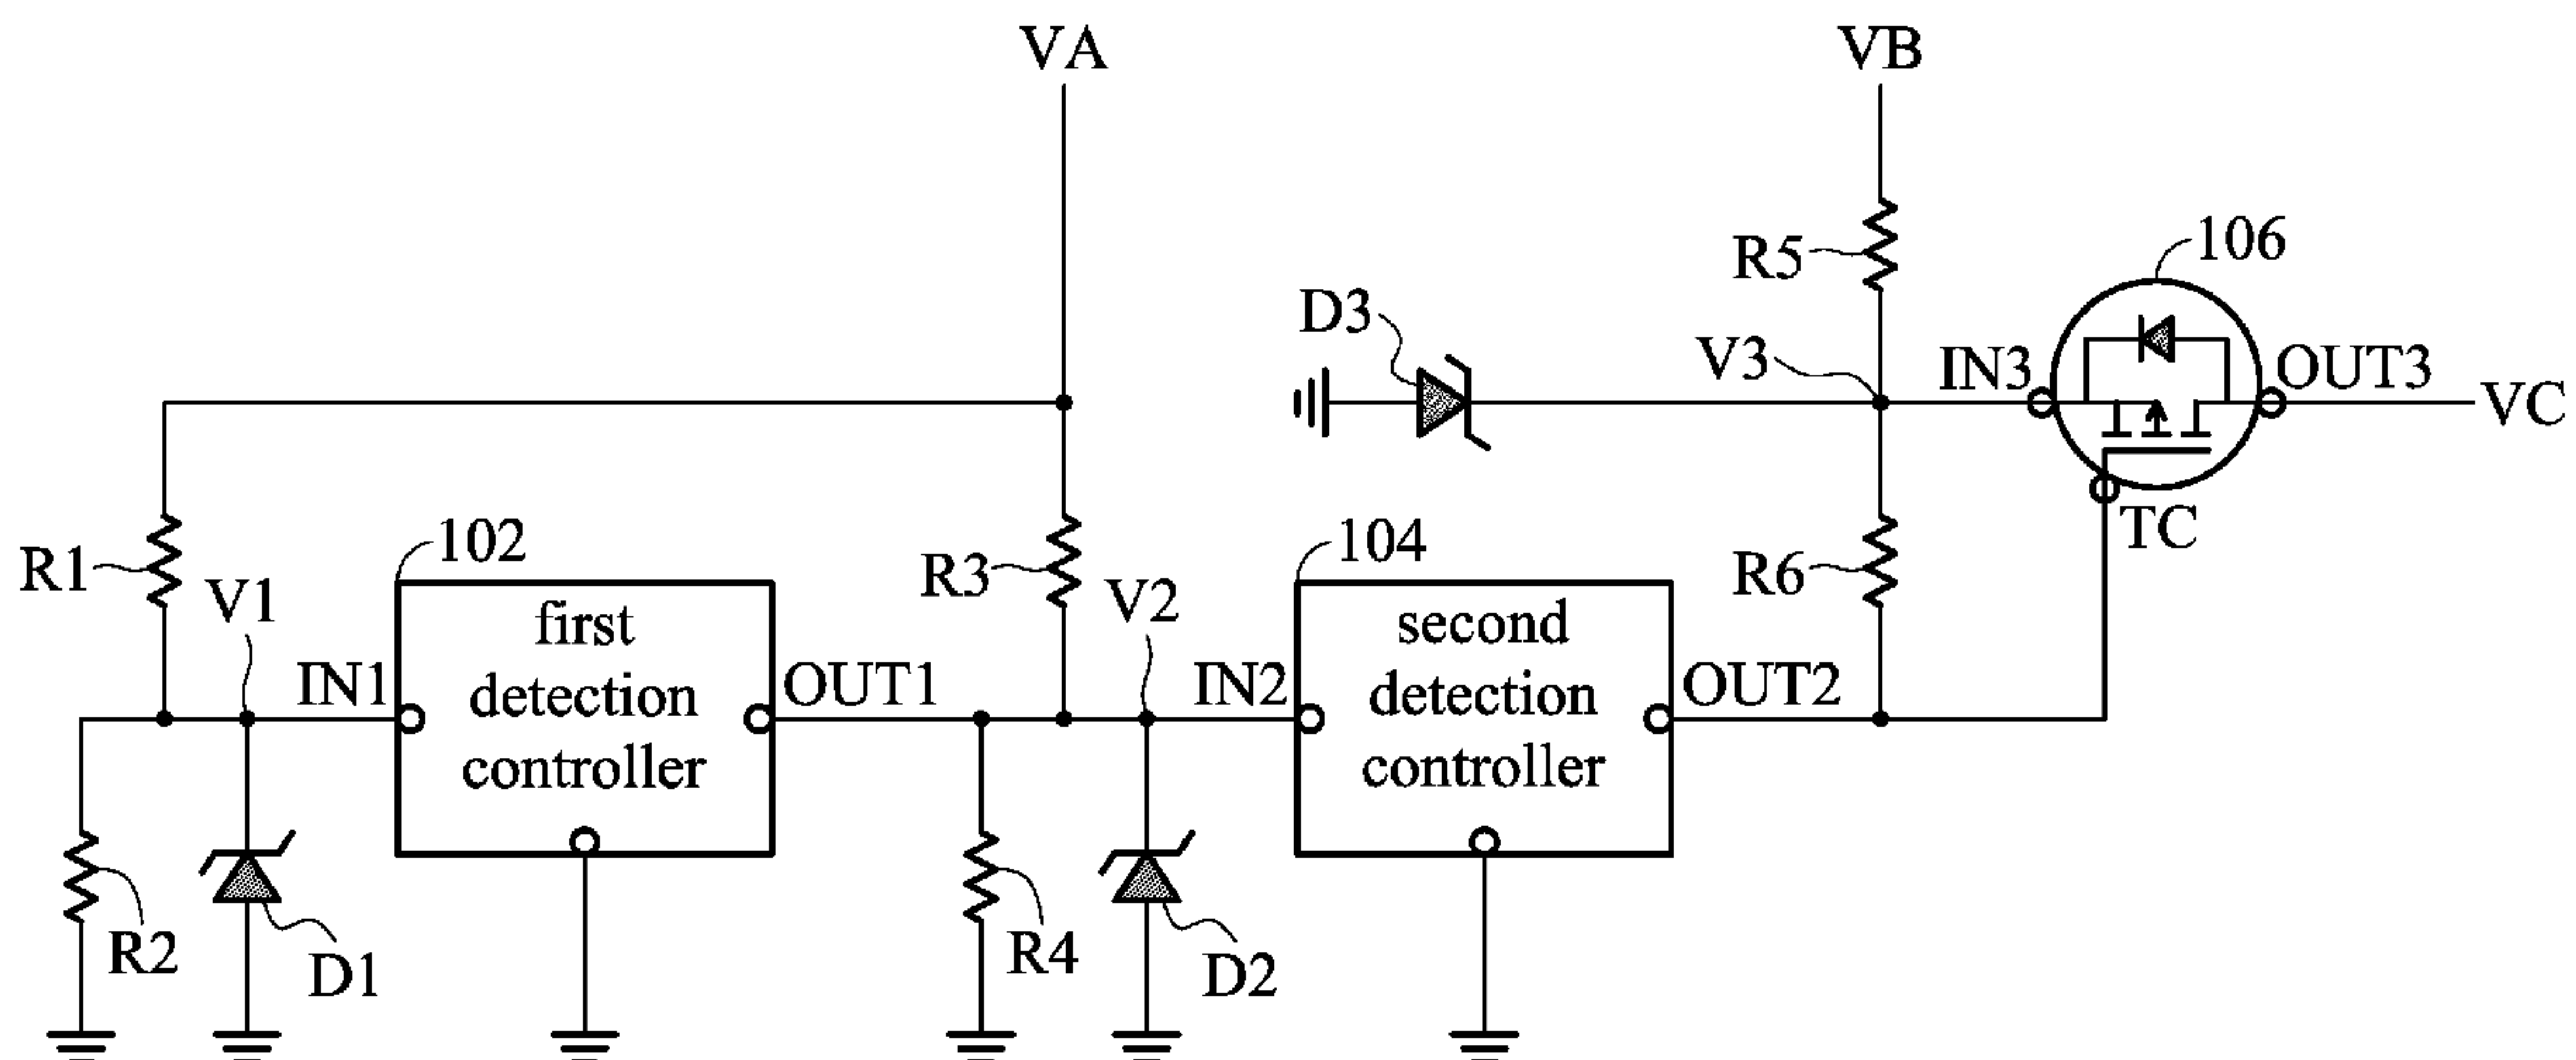 VA
VB
106
R5
D3
V3
IN3
OUT3
VC
TC
R1
V1
102
R3
V2
104
R6
IN1
first
detection
controller
OUT1
IN2
second
detection
controller
OUT2
R2
D1
R4
D2